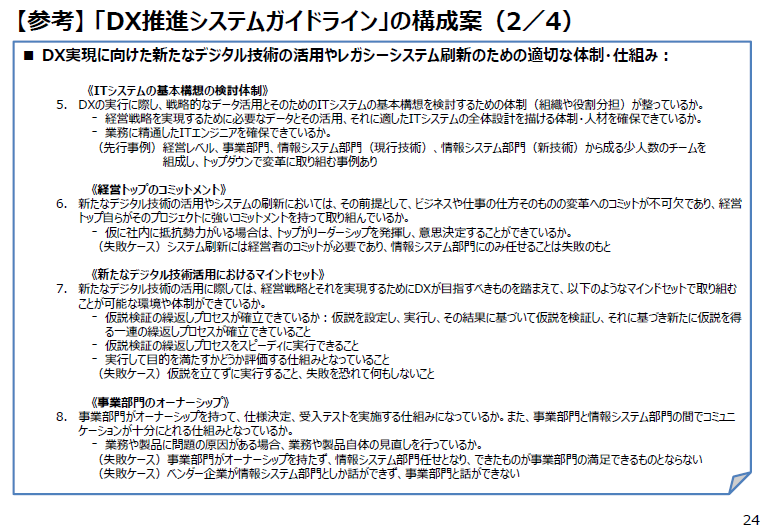 【参考】「DX推進システムガイドライン」の構成案（2／4）
■ DX実現に向けた新たなデジタル技術の活用やレガシーシステム刷新のための適切な体制・仕組み：
《ITシステムの基本構想の検討体制》
5. DXの実行に際し、戦略的なデータ活用とそのためのITシステムの基本構想を検討するための体制（組織や役割分担）が整っているか。
- 経営戦略を実現するために必要なデータとその活用、それに適したITシステムの全体設計を描ける体制・人材を確保できているか。
- 業務に精通したITエンジニアを確保できているか。
（先行事例）経営レベル、事業部門、情報システム部門（現行技術）、情報システム部門（新技術）から成る少人数のチームを
組成し、トップダウンで変革に取り組む事例あり
《経営トップのコミットメント》
6. 新たなデジタル技術の活用やシステムの刷新においては、その前提として、ビジネスや仕事の仕方そのものの変革へのコミットが不可欠であり、経営
トップ自らがそのプロジェクトに強いコミットメントを持って取り組んでいるか。
- 仮に社内に抵抗勢力がいる場合は、トップがリーダーシップを発揮し、意思決定することができているか。
（失敗ケース）システム刷新には経営者のコミットが必要であり、情報システム部門にのみ任せることは失敗のもと
《新たなデジタル技術活用におけるマインドセット》
7. 新たなデジタル技術の活用に際しては、経営戦略とそれを実現するためにDXが目指すべきものを踏まえて、以下のようなマインドセットで取り組む
ことが可能な環境や体制ができているか。
- 仮説検証の繰返しプロセスが確立できているか：仮説を設定し、実行し、その結果に基づいて仮説を検証し、それに基づき新たに仮説を得
る一連の繰返しプロセスが確立できていること
- 仮説検証の繰返しプロセスをスピーディに実行できること
- 実行して目的を満たすかどうか評価する仕組みとなっていること
（失敗ケース）仮説を立てずに実行すること、失敗を恐れて何もしないこと
《事業部門のオーナーシップ》
8. 事業部門がオーナーシップを持って、仕様決定、受入テストを実施する仕組みになっているか。また、事業部門と情報システム部門の間でコミュニ
ケーションが十分にとれる仕組みとなっているか。
- 業務や製品に問題の原因がある場合、業務や製品自体の見直しを行っているか。
（失敗ケース）事業部門がオーナーシップを持たず、情報システム部門任せとなり、できたものが事業部門の満足できるものとならない
（失敗ケース）ベンダー企業が情報システム部門としか話ができず、事業部門と話ができない
24